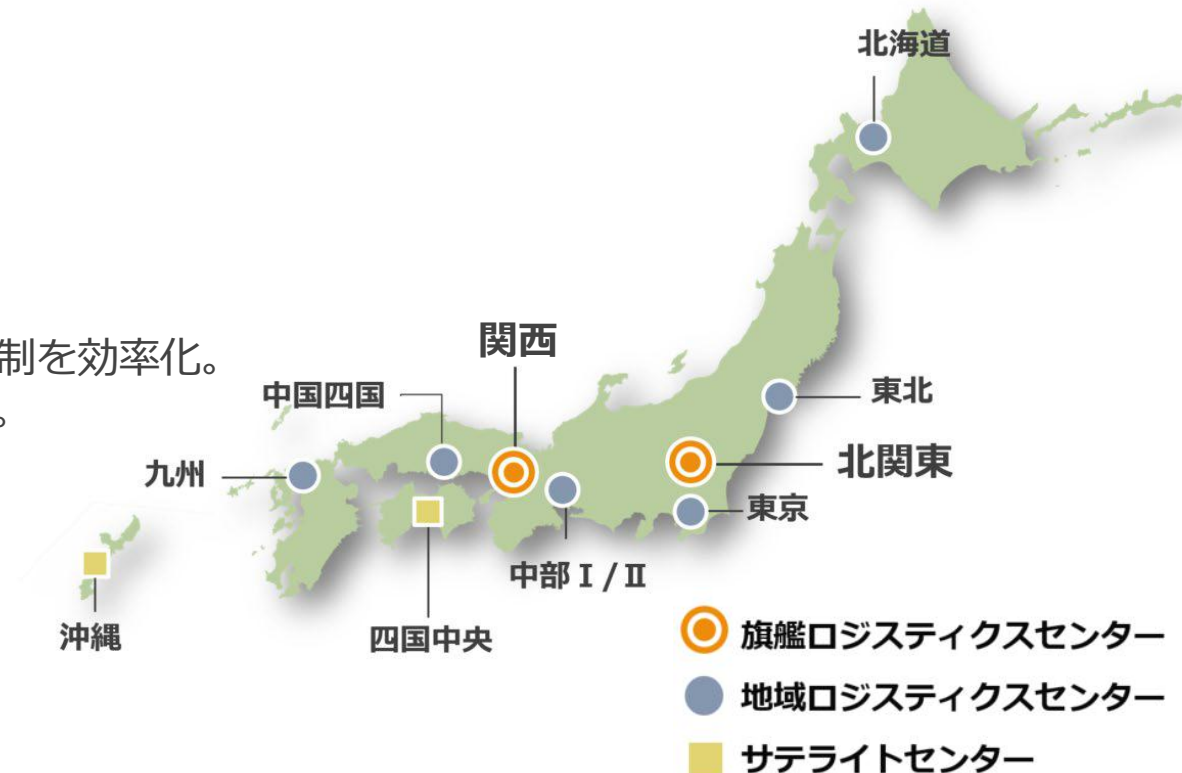 北海道
関西
制を効率化。
中国四国
東北
。
北関東
九州
東京
中部Ⅰ/Ⅱ
沖縄
四国中央
旗艦ロジスティクスセンター
地域ロジスティクスセンター
サテライトセンター